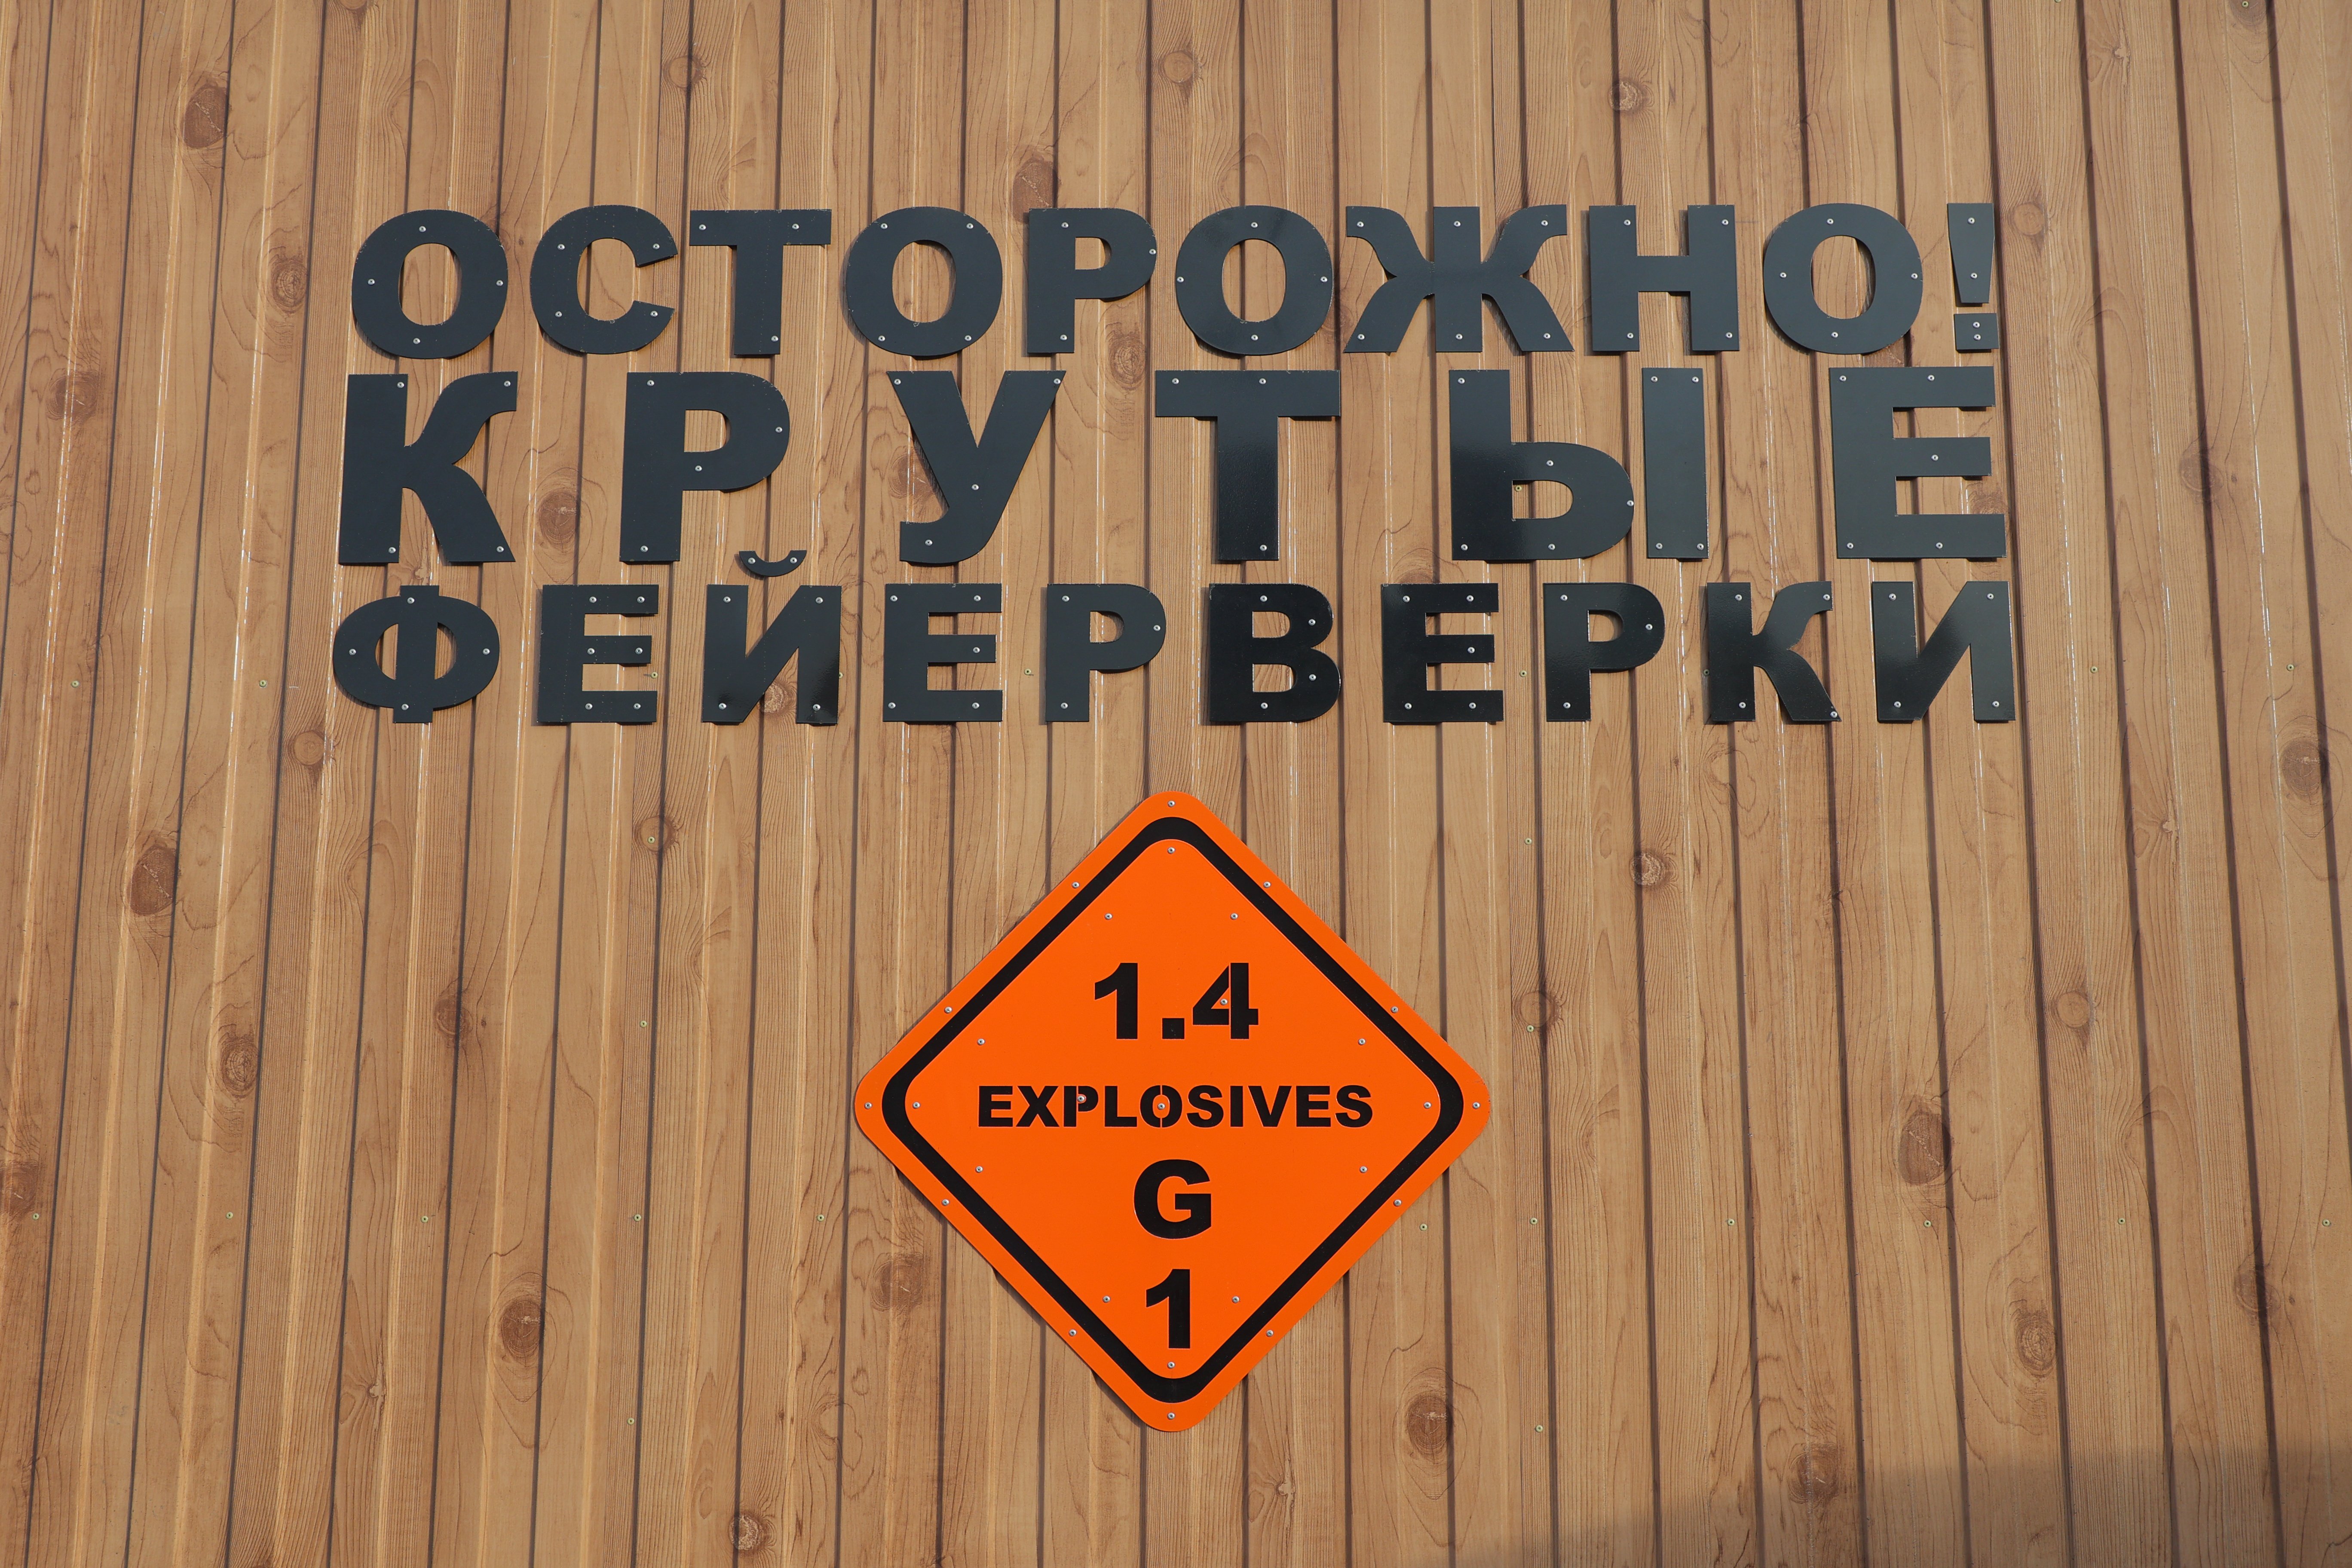 ОСТОРОЖНО!
КРУТЫЕ
ФЕЙЕРВЕРКИ
1.4
EXPLOSIVES
G
1